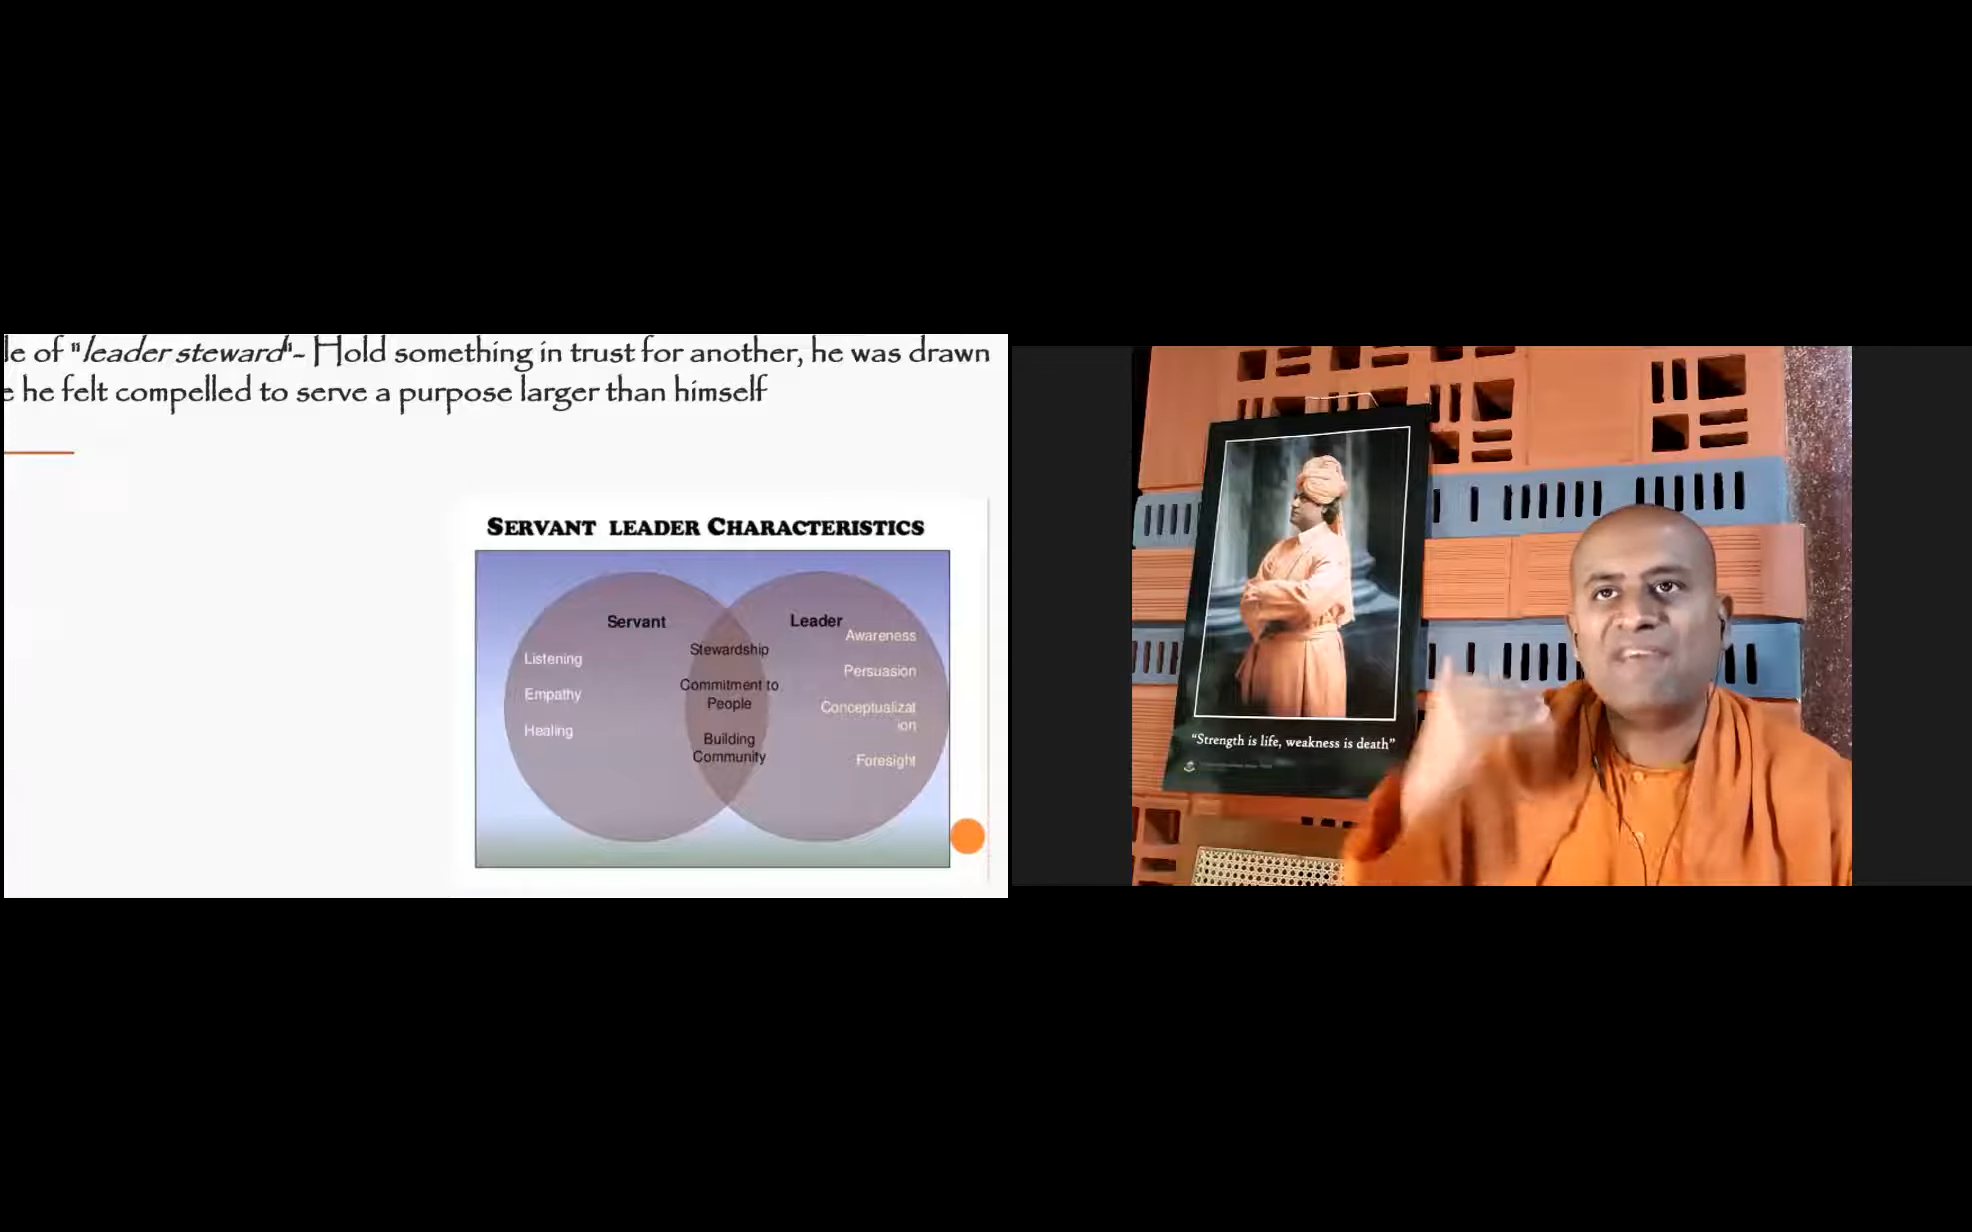 le of "leader steward"- Hold something in trust for another, he was drawn
e he felt compelled to serve a purpose larger than himself
SERVANT LEADER CHARACTERISTICS
Servant
Listening
Empathy
Healing
Stewardship
Commitment to
People
Building
Community
Leader
Awareness
Persuasion
Conceptualizat
ion
Foresight
"Strength is life, weakness is death"